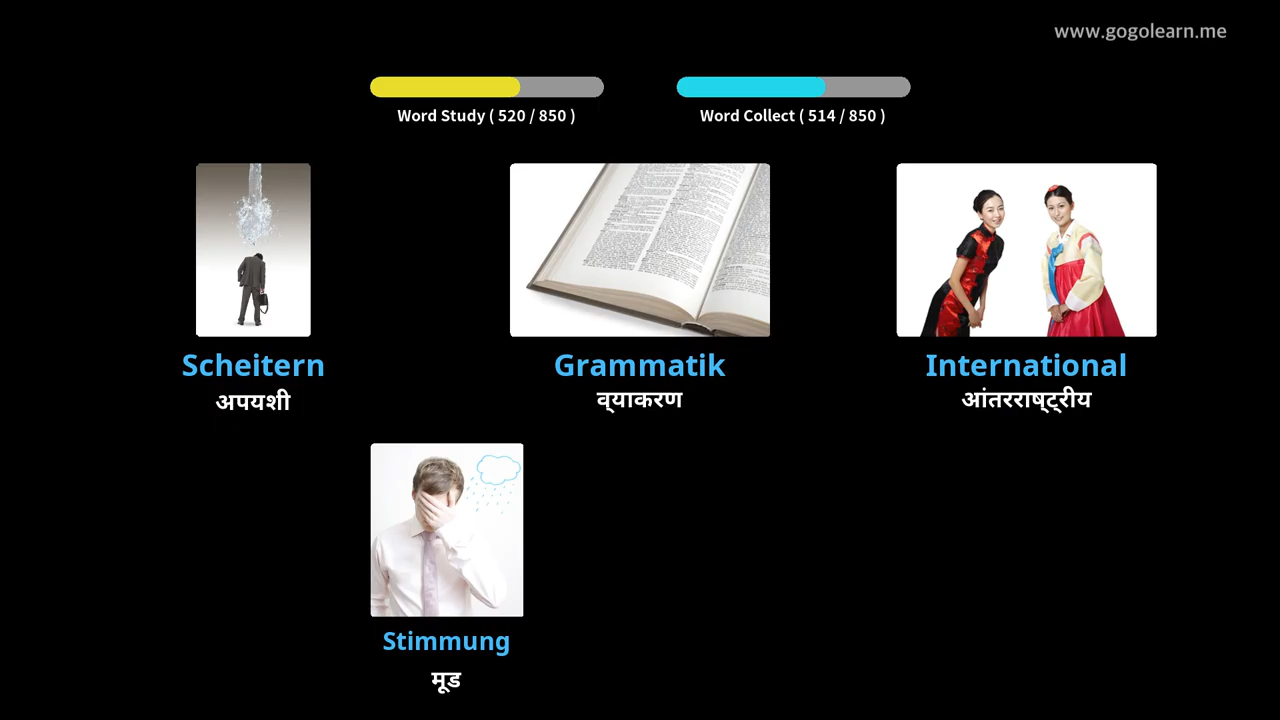 www.gogolearn.me
Word Study ( 520 / 850 )
Word Collect ( 514 / 850 )
Scheitern
अपयशी
Grammatik
व्याकरण
International
आंतरराष्ट्रीय
Stimmung
मूड